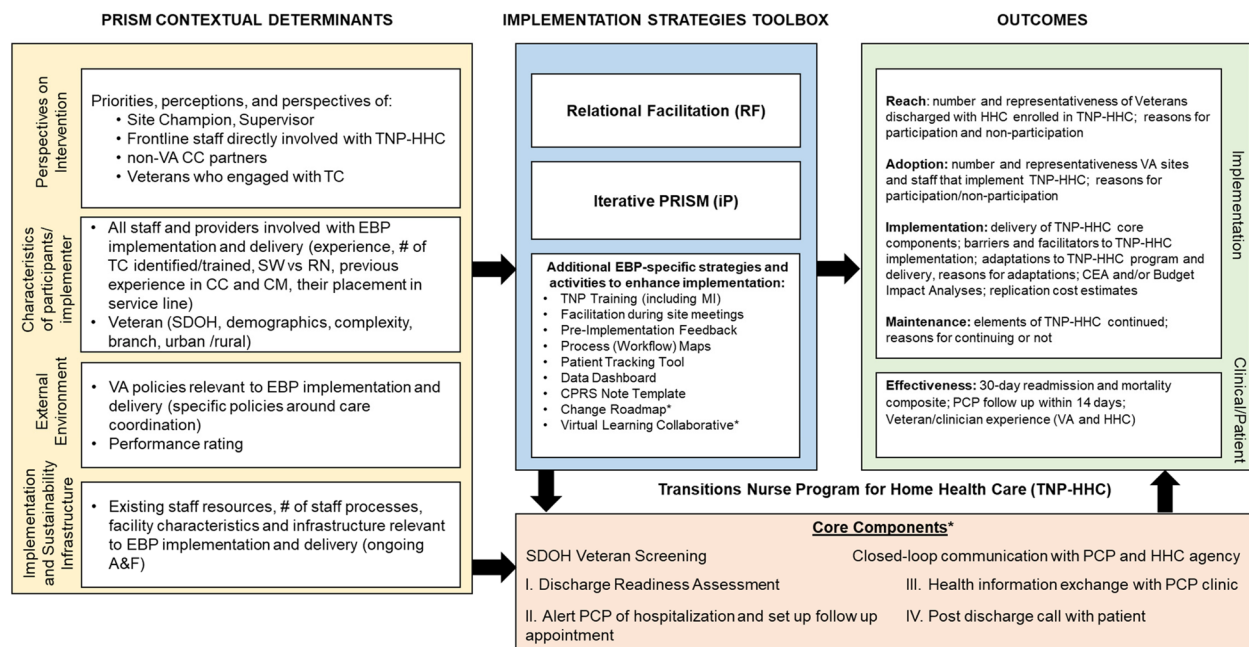 PRISM CONTEXTUAL DETERMINANTS
Perspectives on
Intervention
Priorities, perceptions, and perspectives of:
• Site Champion, Supervisor
• Frontline staff directly involved with TNP-HHC
• non-VA CC partners
• Veterans who engaged with TC
Characteristics
of participants/
implementer
• All staff and providers involved with EBP
implementation and delivery (experience, # of
TC identified/trained, SW vs RN, previous
experience in CC and CM, their placement in
service line)
• Veteran (SDOH, demographics, complexity,
branch, urban /rural)
External
Environment
• VA policies relevant to EBP implementation and
delivery (specific policies around care
coordination)
• Performance rating
Implementation
and Sustainability
Infrastructure
• Existing staff resources, # of staff processes,
facility characteristics and infrastructure relevant
to EBP implementation and delivery (ongoing
A&F)
IMPLEMENTATION STRATEGIES TOOLBOX
Relational Facilitation (RF)
Iterative PRISM (iP)
Additional EBP-specific strategies and
activities to enhance implementation:
• TNP Training (including MI)
• Facilitation during site meetings
• Pre-Implementation Feedback
• Process (Workflow) Maps
• Patient Tracking Tool
• Data Dashboard
• CPRS Note Template
• Change Roadmap*
• Virtual Learning Collaborative*
OUTCOMES
Reach: number and representativeness of Veterans
discharged with HHC enrolled in TNP-HHC; reasons for
participation and non-participation
Adoption: number and representativeness VA sites
and staff that implement TNP-HHC; reasons for
participation/non-participation
Implementation: delivery of TNP-HHC core
components; barriers and facilitators to TNP-HHC
implementation; adaptations to TNP-HHC program and
delivery, reasons for adaptations; CEA and/or Budget
Impact Analyses; replication cost estimates
Maintenance: elements of TNP-HHC continued;
reasons for continuing or not
Implementation
Effectiveness: 30-day readmission and mortality
composite; PCP follow up within 14 days;
Veteran/clinician experience (VA and HHC)
Clinical/Patient
Transitions Nurse Program for Home Health Care (TNP-HHC)
Core Components*
SDOH Veteran Screening
Closed-loop communication with PCP and HHC agency
I. Discharge Readiness Assessment
III. Health information exchange with PCP clinic
II. Alert PCP of hospitalization and set up follow up
appointment
IV. Post discharge call with patient